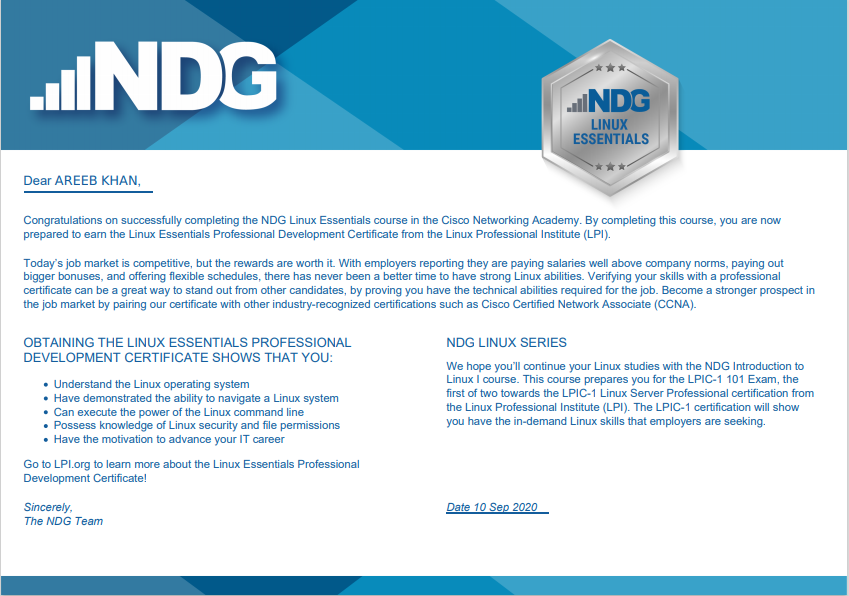 NDG
NDG
LINUX
ESSENTIALS
Dear AREEB KHAN,
Congratulations on successfully completing the NDG Linux Essentials course in the Cisco Networking Academy. By completing this course, you are now
prepared to earn the Linux Essentials Professional Development Certificate from the Linux Professional Institute (LPI).
Today's job market is competitive, but the rewards are worth it. With employers reporting they are paying salaries well above company norms, paying out
bigger bonuses, and offering flexible schedules, there has never been a better time to have strong Linux abilities. Verifying your skills with a professional
certificate can be a great way to stand out from other candidates, by proving you have the technical abilities required for the job. Become a stronger prospect in
the job market by pairing our certificate with other industry-recognized certifications such as Cisco Certified Network Associate (CCNA).
OBTAINING THE LINUX ESSENTIALS PROFESSIONAL
DEVELOPMENT CERTIFICATE SHOWS THAT YOU:
• Understand the Linux operating system
• Have demonstrated the ability to navigate a Linux system
• Can execute the power of the Linux command line
• Possess knowledge of Linux security and file permissions
• Have the motivation to advance your IT career
Go to LPI.org to learn more about the Linux Essentials Professional
Development Certificate!
Sincerely,
The NDG Team
NDG LINUX SERIES
We hope you'll continue your Linux studies with the NDG Introduction to
Linux I course. This course prepares you for the LPIC-1 101 Exam, the
first of two towards the LPIC-1 Linux Server Professional certification from
the Linux Professional Institute (LPI). The LPIC-1 certification will show
you have the in-demand Linux skills that employers are seeking.
Date 10 Sep 2020